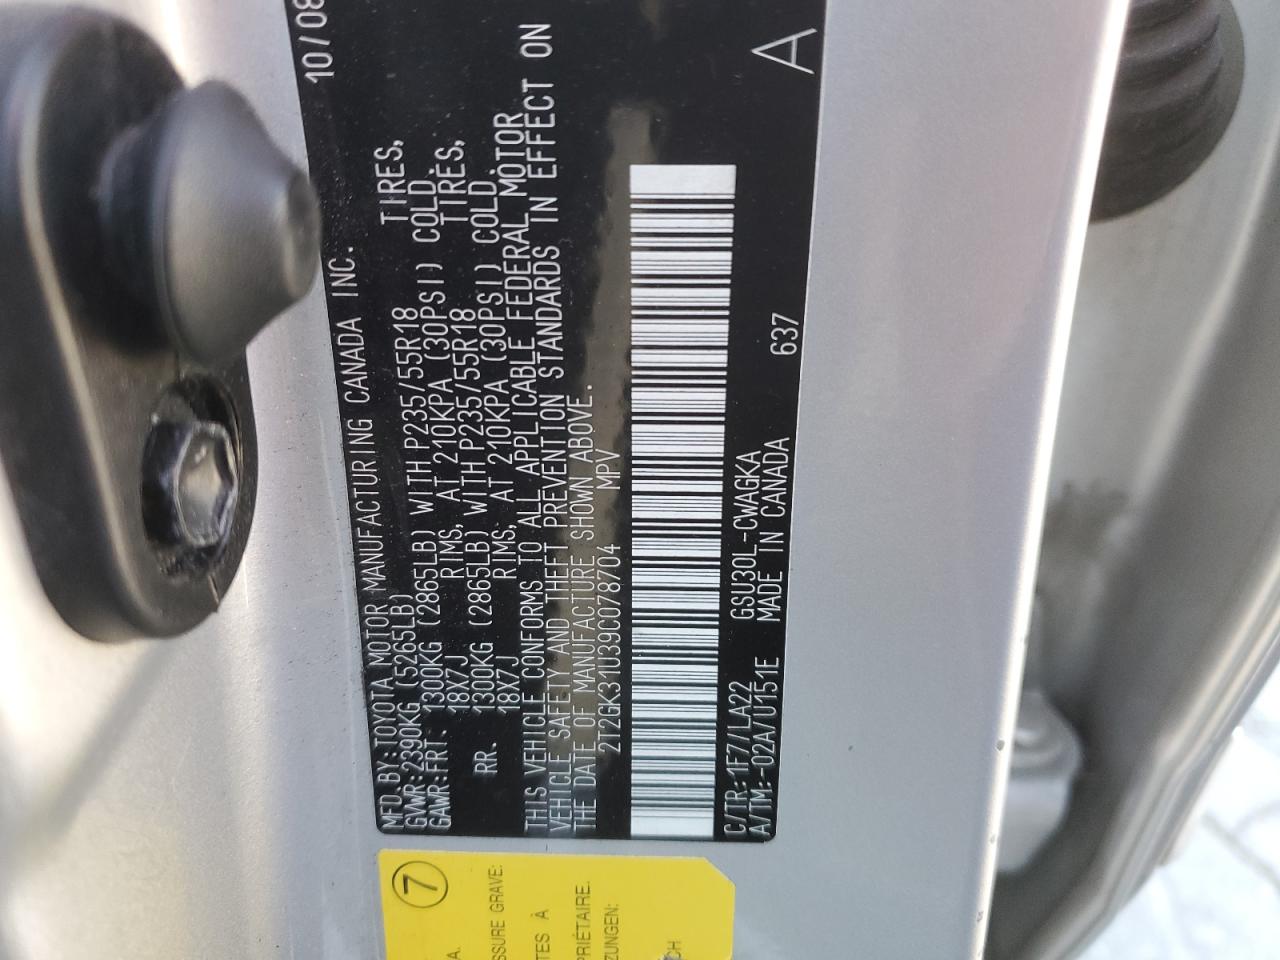 MFD.BY:TOYOTA MOTOR MANUFACTURING CANADA INC. 10/08
GVWR:2390KG (5265LB)
GAWR:FRT. 1300KG (2865LB) WITH P235/55R18 TIRES,
18X7J RIMS, AT 210KPA (30PSI) COLD.
RR. 1300KG (2865LB) WITH P235/55R18 TIRES,
18X7J RIMS, AT 210KPA (30PSI) COLD
THIS VEHICLE CONFORMS TO ALL APPLICABLE FEDERAL MOTOR
VEHICLE SAFETY AND THEFT PREVENTION STANDARDS IN EFFECT ON
THE DATE OF MANUFACTURE SHOWN ABOVE.
2T2GK31U39C078704 MPV
C/TR:1F7/LA22 GSU30L-CWAGKA
A/TM:-02A/U151E MADE IN CANADA 637 A
7
A.
SSURE GRAVE:
TES À
PRIÉTAIRE.
ZUNGEN:
CH